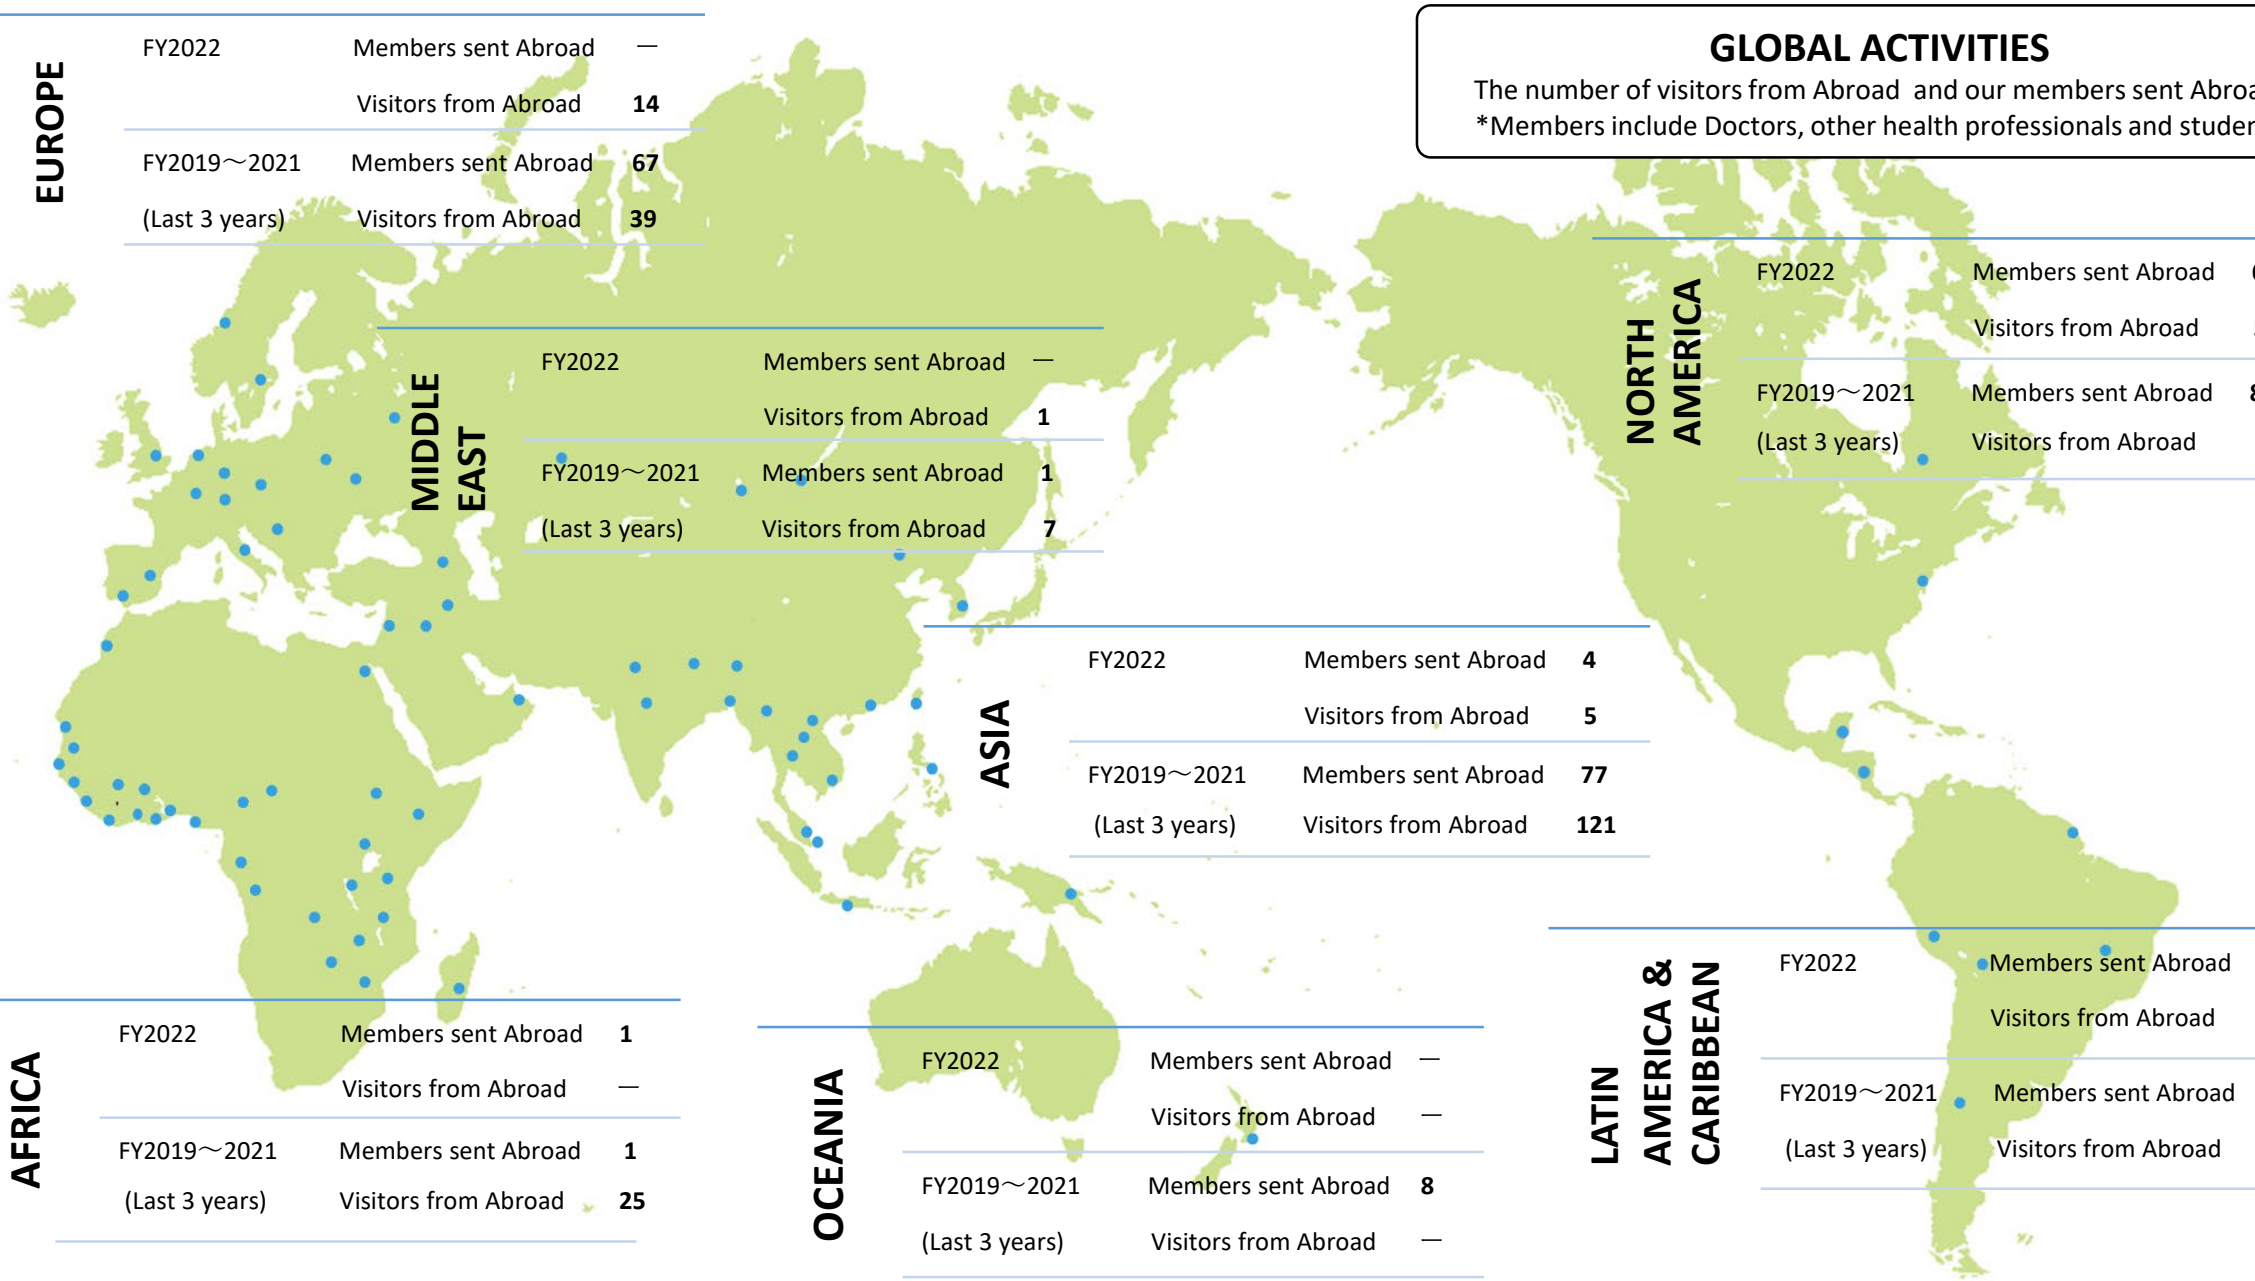 GLOBAL ACTIVITIES
The number of visitors from Abroad and our members sent
*Members include Doctors, other health professionals and
EUROPE
FY2022 Members sent Abroad —
Visitors from Abroad 14
FY2019～2021 Members sent Abroad 67
(Last 3 years) Visitors from Abroad 39
MIDDLE
EAST
FY2022 Members sent Abroad —
Visitors from Abroad 1
FY2019～2021 Members sent Abroad 1
(Last 3 years) Visitors from Abroad 7
NORTH
AMERICA
FY2022 Members sent Abroad
Visitors from Abroad
FY2019～2021 Members sent Abroad
(Last 3 years) Visitors from Abroad
ASIA
FY2022 Members sent Abroad 4
Visitors from Abroad 5
FY2019～2021 Members sent Abroad 77
(Last 3 years) Visitors from Abroad 121
AFRICA
FY2022 Members sent Abroad 1
Visitors from Abroad —
FY2019～2021 Members sent Abroad 1
(Last 3 years) Visitors from Abroad 25
OCEANIA
FY2022 Members sent Abroad —
Visitors from Abroad —
FY2019～2021 Members sent Abroad 8
(Last 3 years) Visitors from Abroad —
LATIN
AMERICA &
CARIBBEAN
FY2022 Members sent Abroad
Visitors from Abroad
FY2019～2021 Members sent Abroad
(Last 3 years) Visitors from Abroad